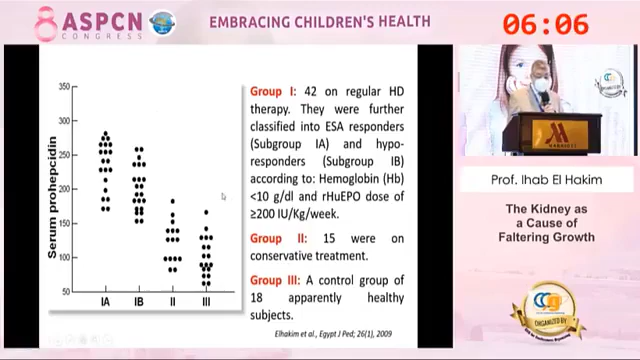 8 ASPCN
CONGRESS
EMBRACING CHILDREN'S HEALTH
06:06
350
300
250
200
150
100
50
Serum prohepcidin
IA
IB
II
III
Group I: 42 on regular HD
therapy. They were further
classified into ESA responders
(Subgroup IA) and hypo-
responders (Subgroup IB)
according to: Hemoglobin (Hb)
<10 g/dl and rHuEPO dose of
≥200 IU/Kg/week.
Group II: 15 were on
conservative treatment.
Group III: A control group of
18 apparently healthy
subjects.
Elhakim et al., Egypt J Ped; 26(1), 2009
MARRIOTT
Prof. Ihab El Hakim
The Kidney as
a Cause of
Faltering Growth
ORGANIZED BY